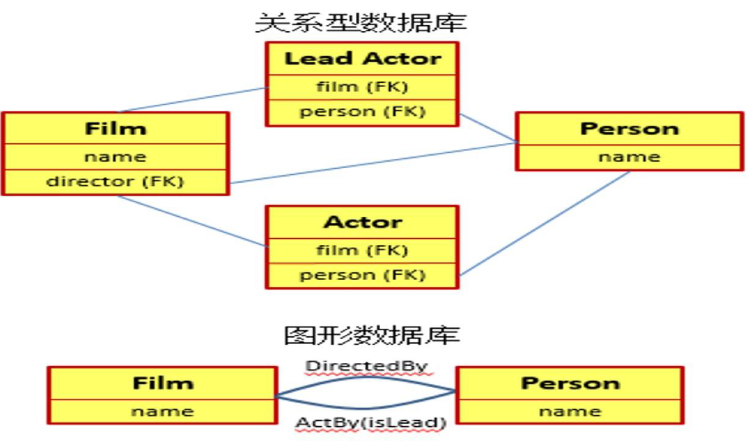 关系型数据库
Lead Actor
film (FK)
person (FK)
Film
name
director (FK)
Person
name
Actor
film (FK)
person (FK)
图形数据库
DirectedBy
Film
name
Person
name
ActBy(isLead)